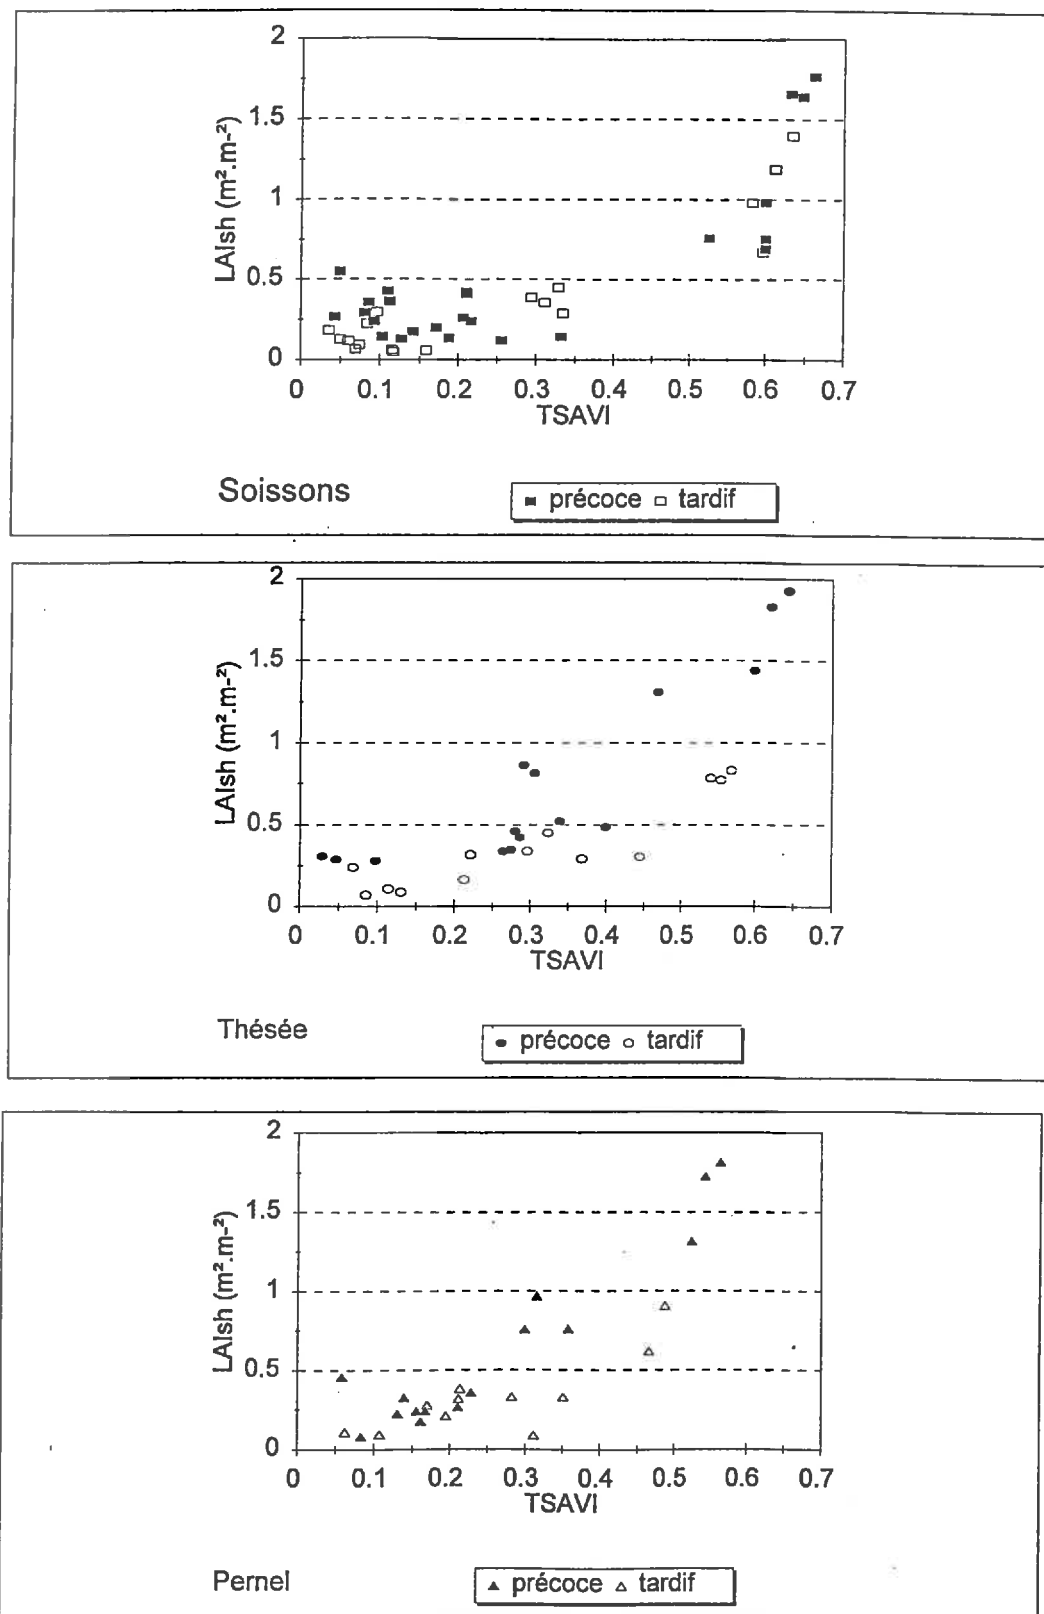 2
1.5
1
0.5
0
LAIsh (m².m-²)
0 0.1 0.2 0.3 0.4 0.5 0.6 0.7
TSAVI
Soissons
précoce tardif
2
1.5
1
0.5
0
LAIsh (m².m-²)
0 0.1 0.2 0.3 0.4 0.5 0.6 0.7
TSAVI
Thésée
précoce tardif
2
1.5
1
0.5
0
LAIsh (m².m-²)
0 0.1 0.2 0.3 0.4 0.5 0.6 0.7
TSAVI
Pernel
précoce tardif